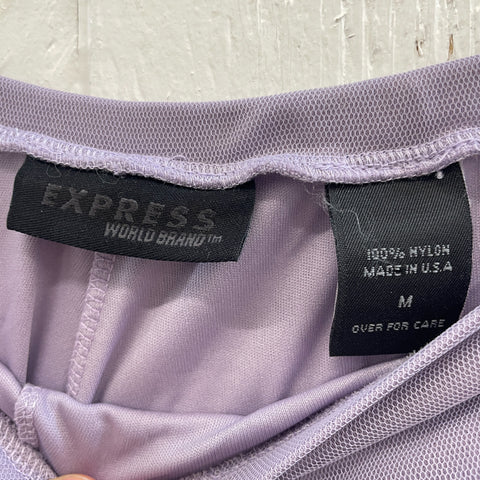 EXPRESS
WORLD BRAND™
100% NYLON
MADE IN U.S.A
M
OVER FOR CARE